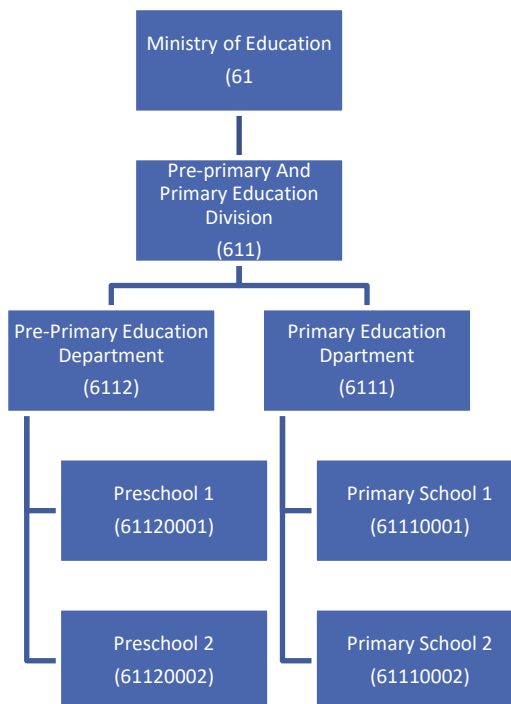 Ministry of Education
(61
Pre-primary And
Primary Education
Division
(611)
Pre-Primary Education
Department
(6112)
Primary Education
Dpartment
(6111)
Preschool 1
(61120001)
Primary School 1
(61110001)
Preschool 2
(61120002)
Primary School 2
(61110002)